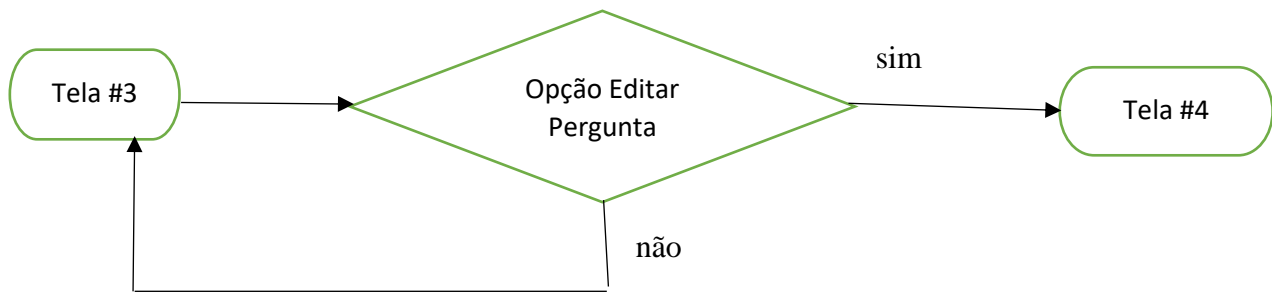 Tela #3
Opção Editar
Pergunta
sim
Tela #4
não